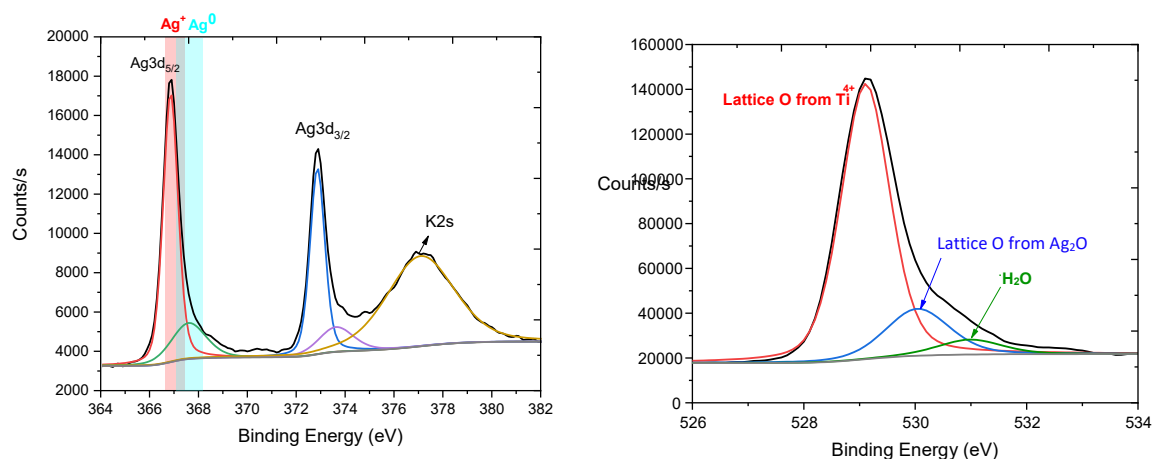 Ag⁺ Ag⁰
20000
18000
16000
14000
12000
10000
8000
6000
4000
2000
Counts/s
Ag3d₅/₂
Ag3d₃/₂
K2s
364 366 368 370 372 374 376 378 380 382
Binding Energy (eV)
160000
140000
120000
100000
80000
60000
40000
20000
0
Counts/s
Lattice O from Ti⁴⁺
Lattice O from Ag₂O
H₂O
526 528 530 532 534
Binding Energy (eV)